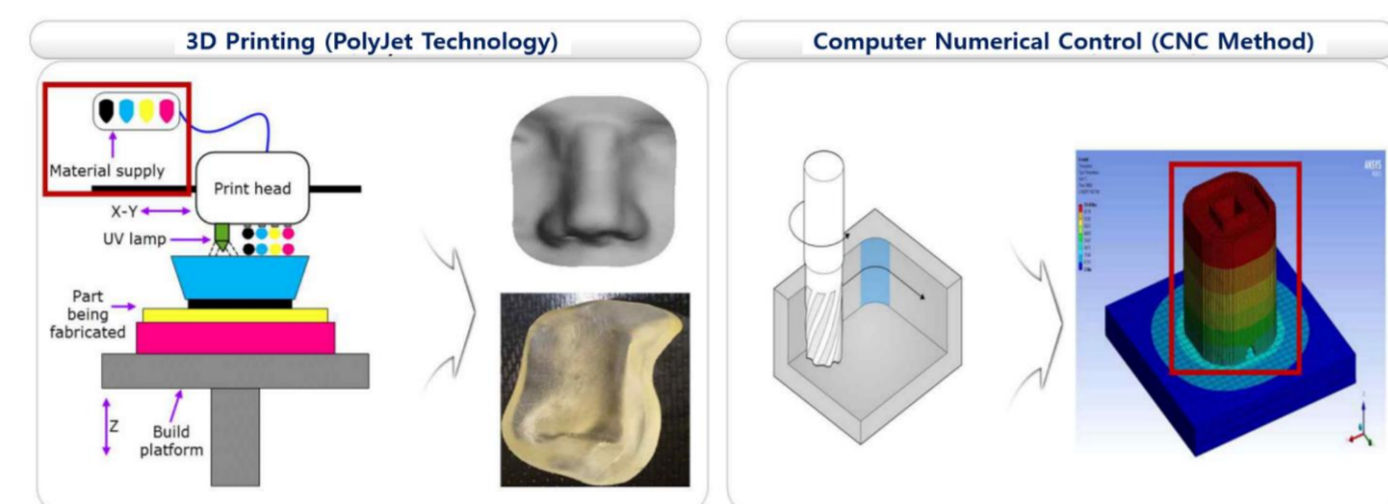 3D Printing (PolyJet Technology)
Computer Numerical Control (CNC Method)
Material supply
Print head
X-Y
UV lamp
Part
being
fabricated
Z
Build
platform
ANSYS